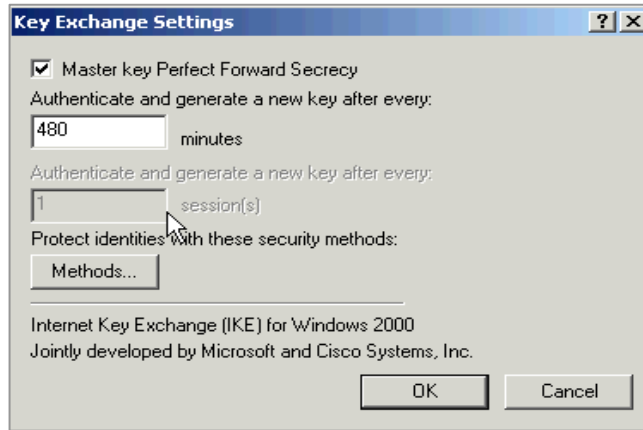 Key Exchange Settings
Master key Perfect Forward Secrecy
Authenticate and generate a new key after every:
480 minutes
Authenticate and generate a new key after every:
1 session(s)
Protect identities with these security methods:
Methods...
Internet Key Exchange (IKE) for Windows 2000
Jointly developed by Microsoft and Cisco Systems, Inc.
OK Cancel